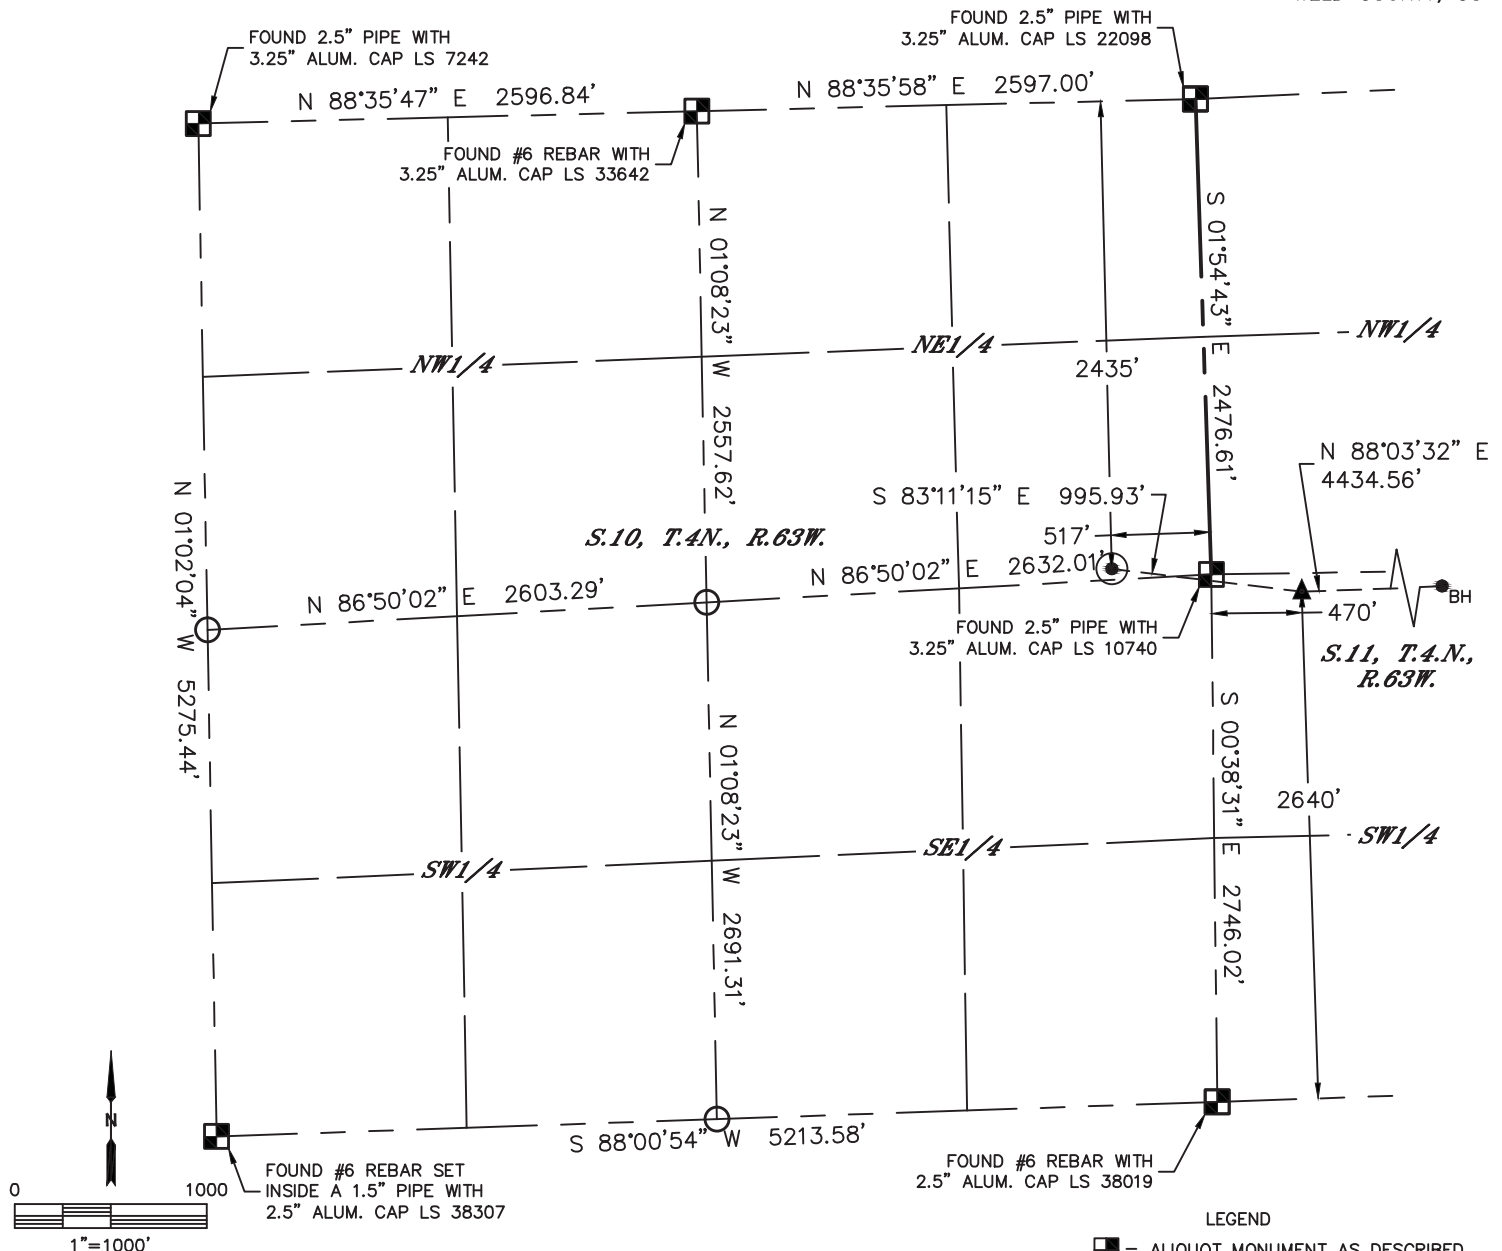 FOUND 2.5" PIPE WITH
3.25" ALUM. CAP LS 7242
FOUND 2.5" PIPE WITH
3.25" ALUM. CAP LS 22098
N 88°35'47" E 2596.84'
N 88°35'58" E 2597.00'
FOUND #6 REBAR WITH
3.25" ALUM. CAP LS 33642
N 01°08'23" W 2557.62'
S 01°54'43" E 2476.61'
NW1/4
NE1/4
NW1/4
2435'
N 88°03'32" E
4434.56'
S 83°11'15" E 995.93'
517'
S.10, T.4N., R.63W.
N 01°02'04" W 5275.44'
N 86°50'02" E 2603.29'
N 86°50'02" E 2632.01'
BH
470'
FOUND 2.5" PIPE WITH
3.25" ALUM. CAP LS 10740
S.11, T.4.N.,
R.63W.
N 01°08'23" W 2691.31'
S 00°38'31" E 2746.02'
2640'
SW1/4
SE1/4
SW1/4
N
S 88°00'54" W 5213.58'
FOUND #6 REBAR SET
INSIDE A 1.5" PIPE WITH
2.5" ALUM. CAP LS 38307
FOUND #6 REBAR WITH
2.5" ALUM. CAP LS 38019
0 1000
1"=1000'
LEGEND
= ALIQUOT MONUMENT AS DESCRIBED